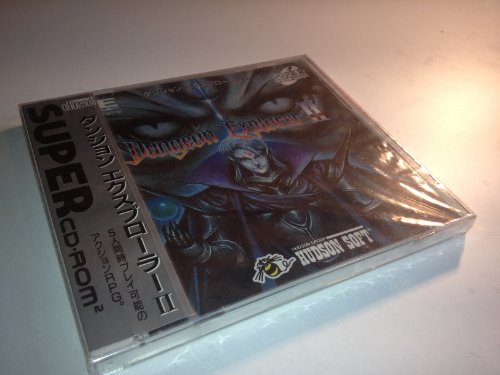 SUPER CD-ROM²
ダンジョン エクスプローラーII
5人同時プレイ可能の
アクションRPG。
Dungeon Explorer II
HUDSON GROUP
HUDSON SOFT